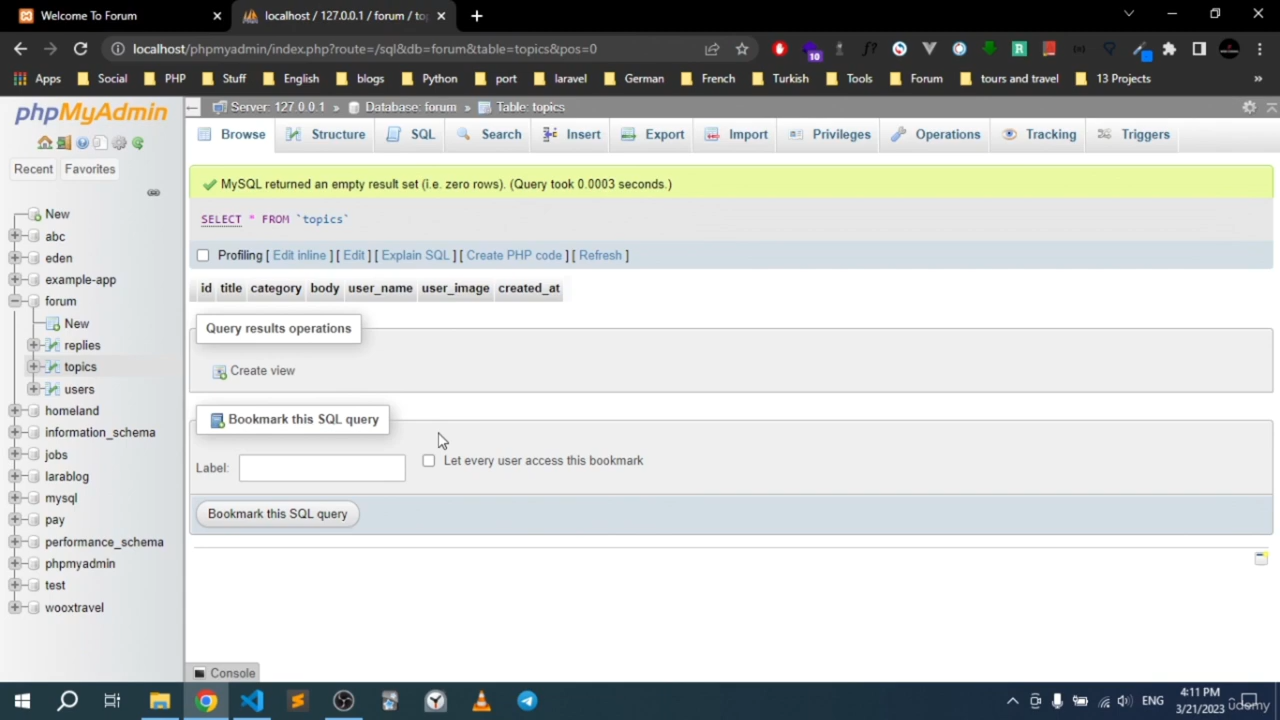 Welcome To Forum
localhost / 127.0.0.1 / forum / to
localhost/phpmyadmin/index.php?route=/sql&db=forum&table=topics&pos=0
10
Apps Social PHP Stuff English blogs Python port laravel German French Turkish Tools Forum tours and travel 13 Projects »
phpMyAdmin
Recent Favorites
New
abc
eden
example-app
forum
New
replies
topics
users
homeland
information_schema
jobs
larablog
mysql
pay
performance_schema
phpmyadmin
test
wooxtravel
Server: 127.0.0.1 » Database: forum » Table: topics
Browse Structure SQL Search Insert Export Import Privileges Operations Tracking Triggers
MySQL returned an empty result set (i.e. zero rows). (Query took 0.0003 seconds.)
SELECT * FROM `topics`
Profiling [ Edit inline ] [ Edit ] [ Explain SQL ] [ Create PHP code ] [ Refresh ]
id title category body user_name user_image created_at
Query results operations
Create view
Bookmark this SQL query
Label: Let every user access this bookmark
Bookmark this SQL query
Console
ENG
4:11 PM
3/21/2023
udemy